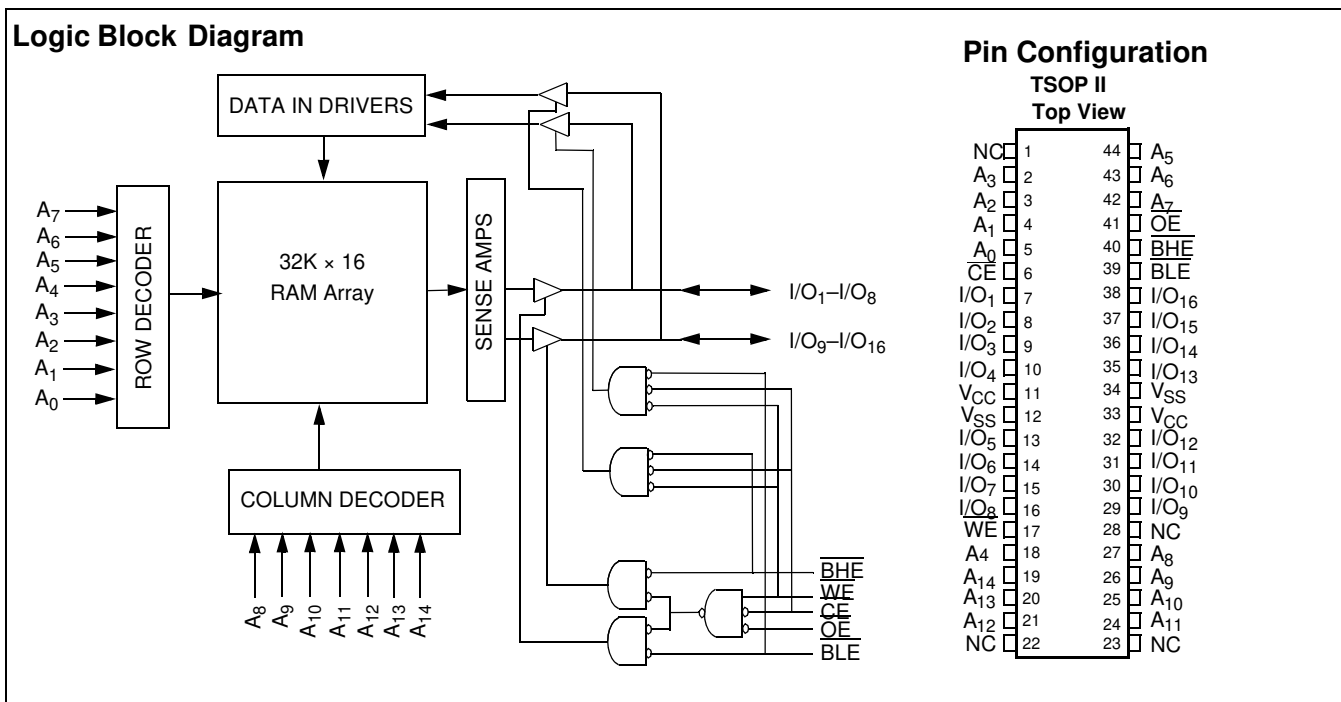 Logic Block Diagram
DATA IN DRIVERS
A7
A6
A5
A4
A3
A2
A1
A0
ROW DECODER
32K × 16
RAM Array
SENSE AMPS
I/O1–I/O8
I/O9–I/O16
COLUMN DECODER
A8
A9
A10
A11
A12
A13
A14
BHE
WE
CE
OE
BLE
Pin Configuration
TSOP II
Top View
NC 1 44 A5
A3 2 43 A6
A2 3 42 A7
A1 4 41 OE
A0 5 40 BHE
CE 6 39 BLE
I/O1 7 38 I/O16
I/O2 8 37 I/O15
I/O3 9 36 I/O14
I/O4 10 35 I/O13
VCC 11 34 VSS
VSS 12 33 VCC
I/O5 13 32 I/O12
I/O6 14 31 I/O11
I/O7 15 30 I/O10
I/O8 16 29 I/O9
WE 17 28 NC
A4 18 27 A8
A14 19 26 A9
A13 20 25 A10
A12 21 24 A11
NC 22 23 NC